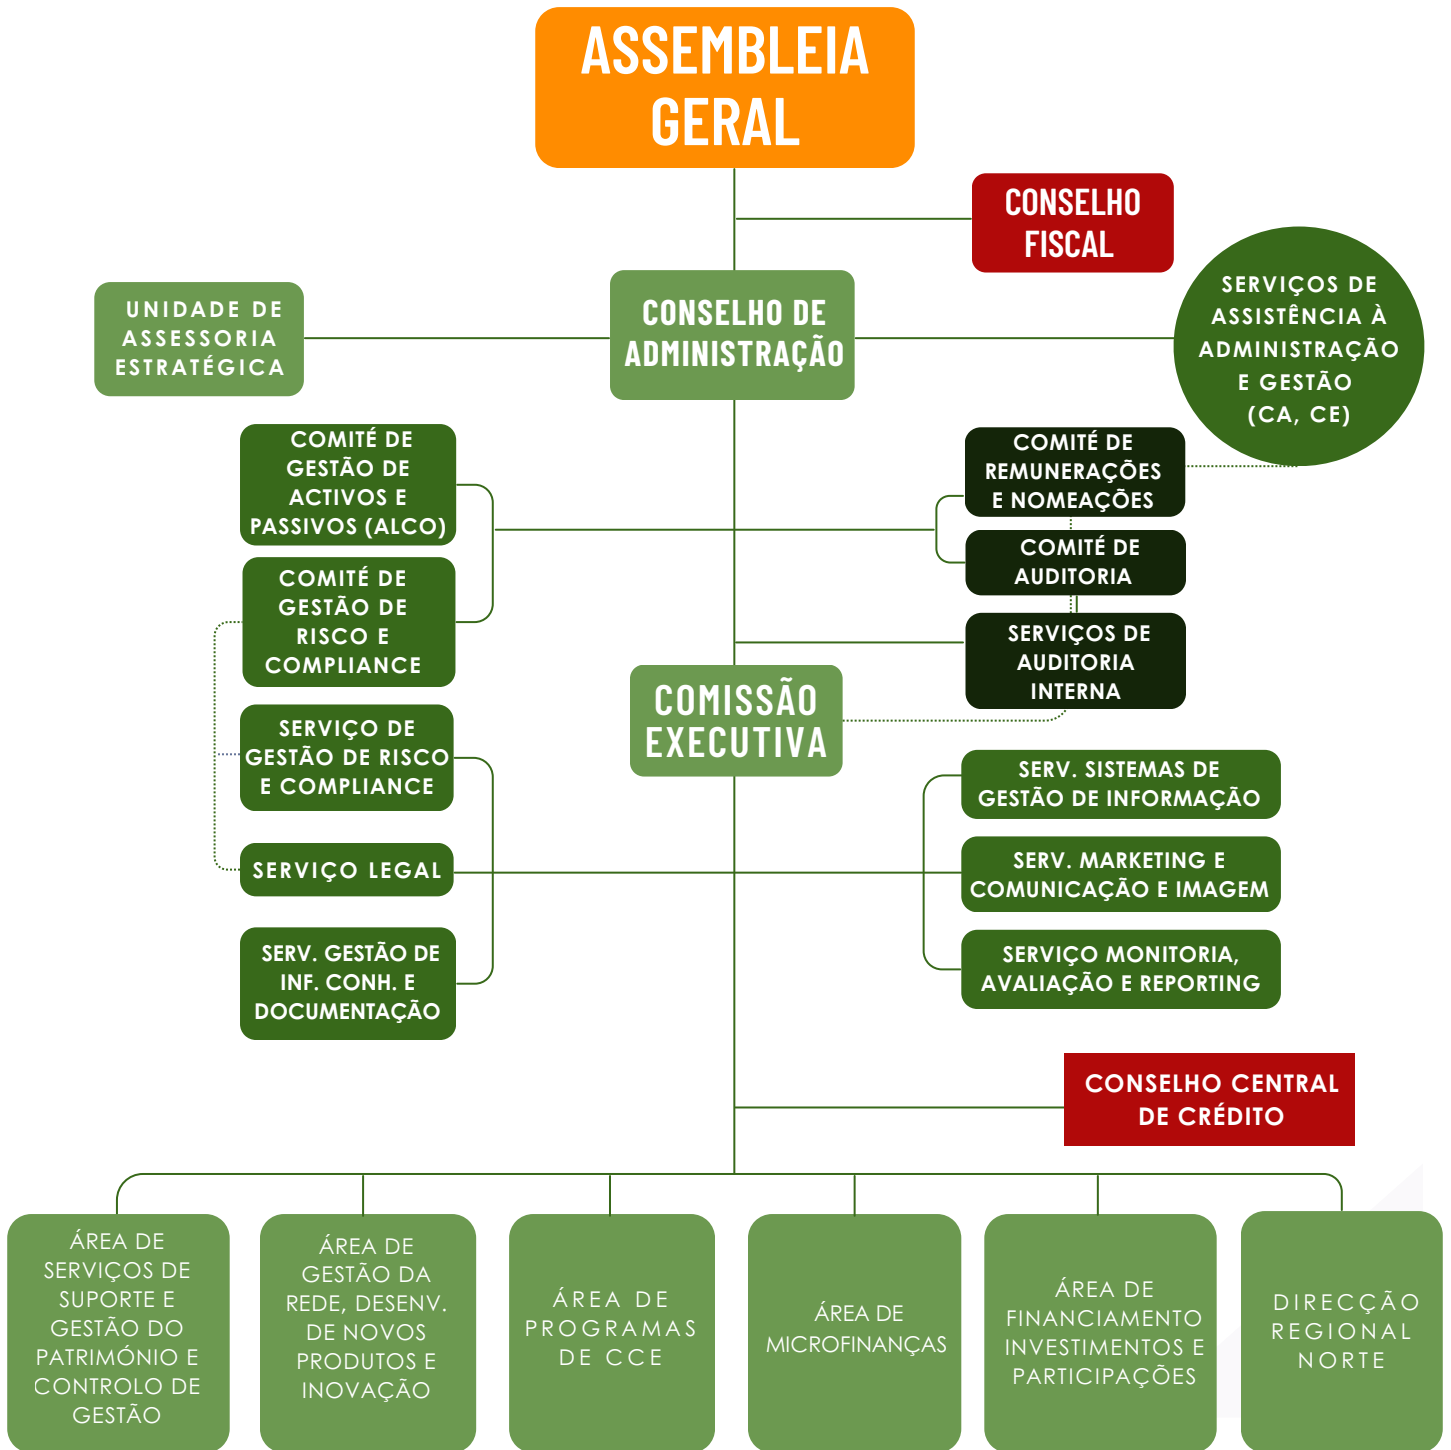 ASSEMBLEIA
GERAL
CONSELHO
FISCAL
UNIDADE DE
ASSESSORIA
ESTRATÉGICA
CONSELHO DE
ADMINISTRAÇÃO
SERVIÇOS DE
ASSISTÊNCIA À
ADMINISTRAÇÃO
E GESTÃO
(CA, CE)
COMITÉ DE
GESTÃO DE
ACTIVOS E
PASSIVOS (ALCO)
COMITÉ DE
REMUNERAÇÕES
E NOMEAÇÕES
COMITÉ DE
AUDITORIA
COMITÉ DE
GESTÃO DE
RISCO E
COMPLIANCE
SERVIÇOS DE
AUDITORIA
INTERNA
COMISSÃO
EXECUTIVA
SERVIÇO DE
GESTÃO DE RISCO
E COMPLIANCE
SERVIÇO LEGAL
SERV. GESTÃO DE
INF. CONH. E
DOCUMENTAÇÃO
SERV. SISTEMAS DE
GESTÃO DE INFORMAÇÃO
SERV. MARKETING E
COMUNICAÇÃO E IMAGEM
SERVIÇO MONITORIA,
AVALIAÇÃO E REPORTING
CONSELHO CENTRAL
DE CRÉDITO
ÁREA DE
SERVIÇOS DE
SUPORTE E
GESTÃO DO
PATRIMÓNIO E
CONTROLO DE
GESTÃO
ÁREA DE
GESTÃO DA
REDE, DESENV.
DE NOVOS
PRODUTOS E
INOVAÇÃO
ÁREA DE
PROGRAMAS
DE CCE
ÁREA DE
MICROFINANÇAS
ÁREA DE
FINANCIAMENTO
INVESTIMENTOS E
PARTICIPAÇÕES
DIRECÇÃO
REGIONAL
NORTE